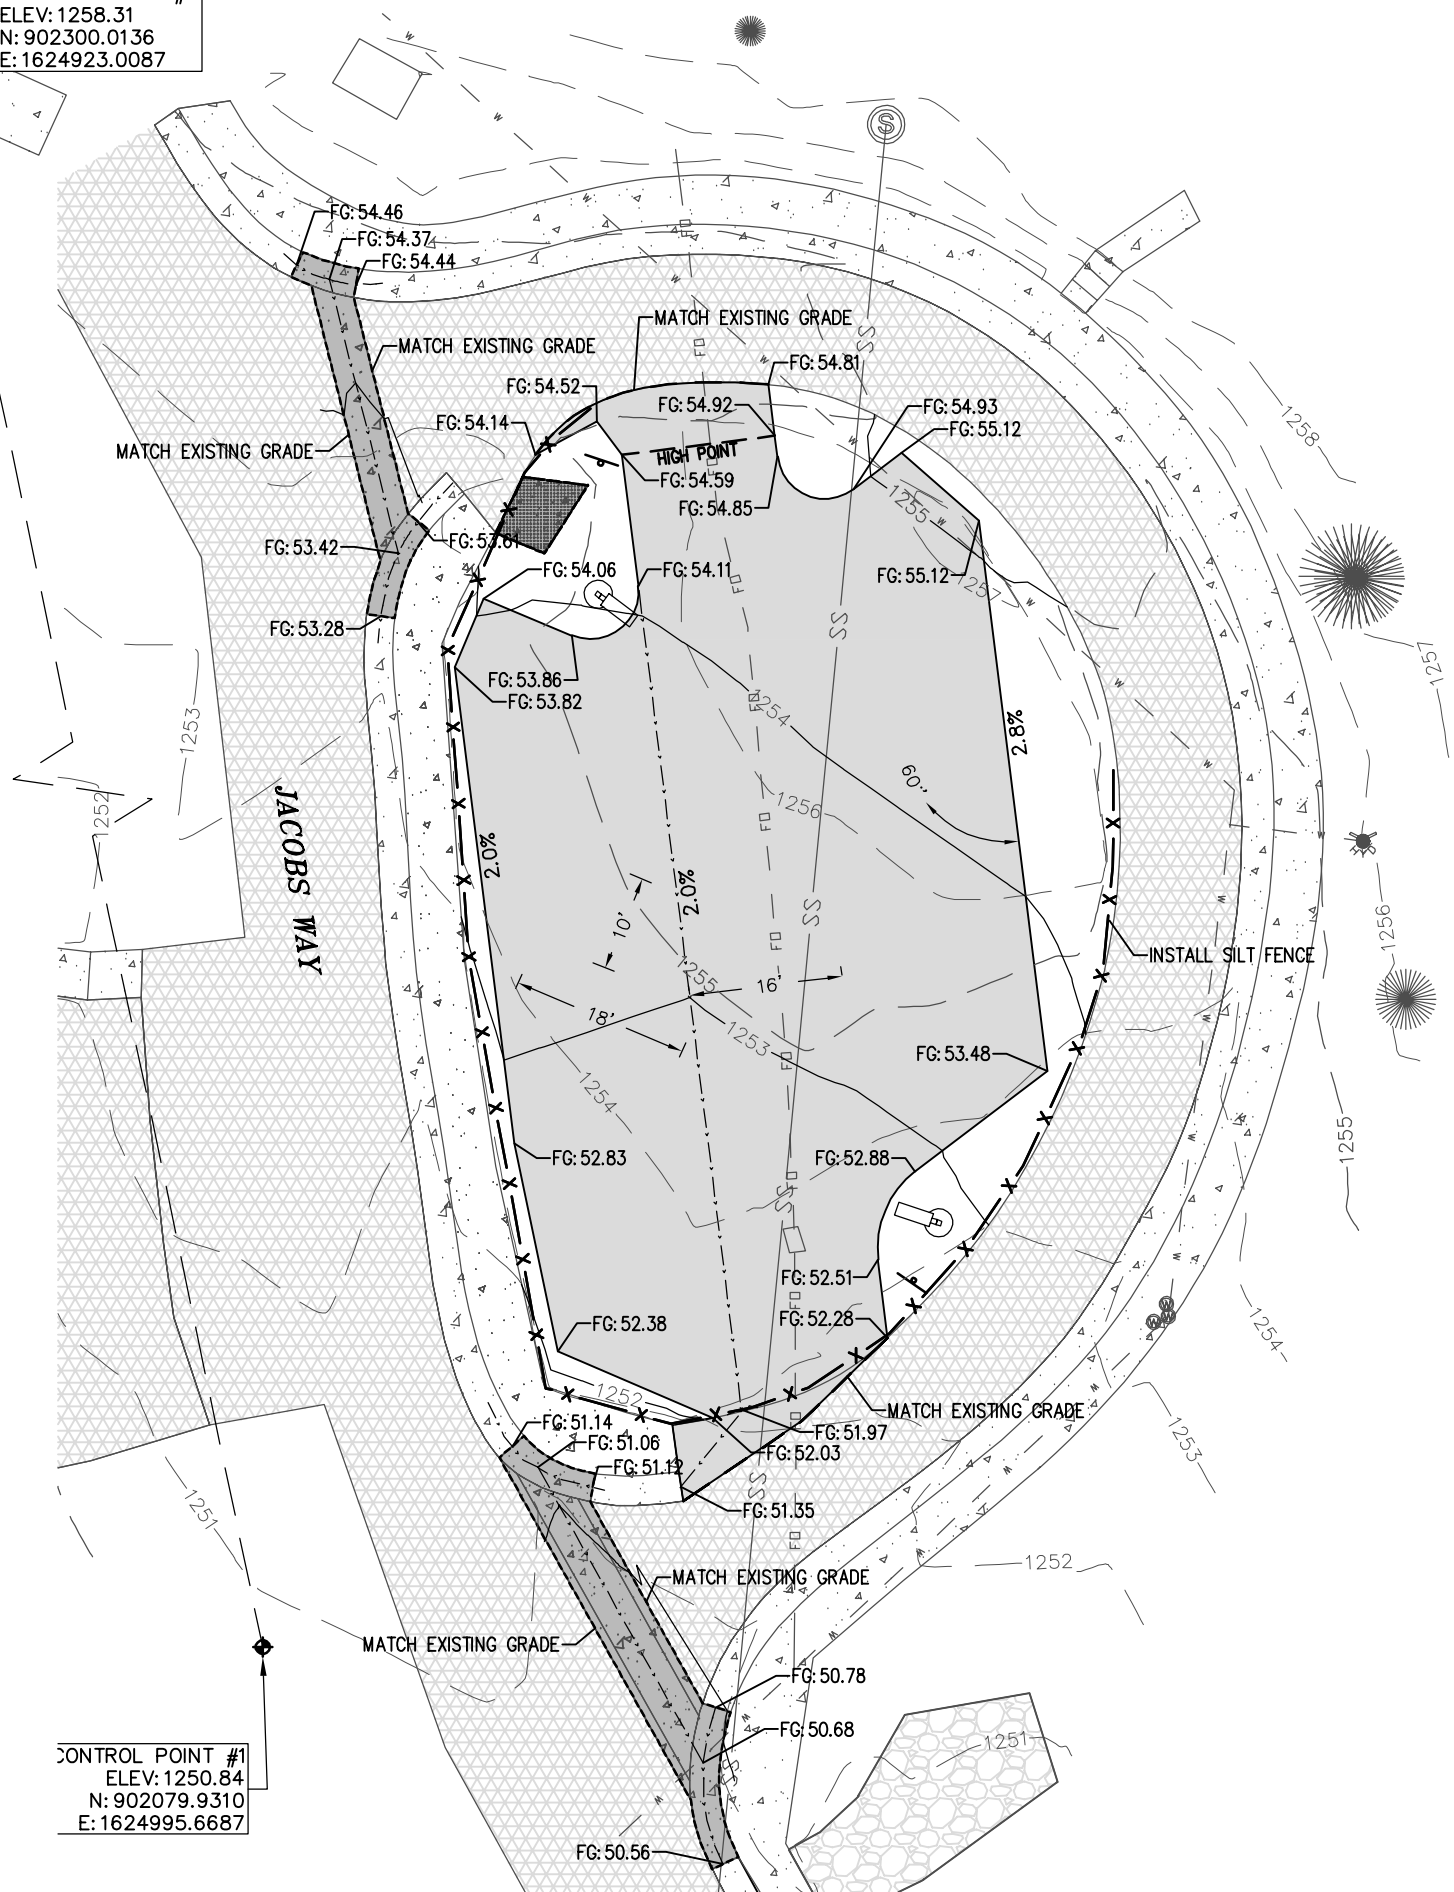 ELEV: 1258.31
N: 902300.0136
E: 1624923.0087
S
FG: 54.46
FG: 54.37
FG: 54.44
MATCH EXISTING GRADE
MATCH EXISTING GRADE
FG: 54.81
FG: 54.52
FG: 54.92
FG: 54.93
FG: 54.14
FG: 55.12
MATCH EXISTING GRADE
HIGH POINT
FG: 54.59
FG: 54.85
1258
1255
FG: 53.42
FG: 53.61
FG: 54.06
FG: 54.11
FG: 55.12
1257
FG: 53.28
1257
FG: 53.86
FG: 53.82
1254
1253
2.8%
60"
1252
1256
JACOBS WAY
2.0%
2.0%
10'
1256
INSTALL SILT FENCE
1255
16'
18'
1253
FG: 53.48
1254
1255
FG: 52.83
FG: 52.88
SS
FG: 52.51
FG: 52.28
FG: 52.38
1254
1252
MATCH EXISTING GRADE
FG: 51.14
FG: 51.97
FG: 51.06
FG: 52.03
FG: 51.12
1253
FG: 51.35
1251
1252
MATCH EXISTING GRADE
MATCH EXISTING GRADE
FG: 50.78
FG: 50.68
1251
CONTROL POINT #1
ELEV: 1250.84
N: 902079.9310
E: 1624995.6687
FG: 50.56